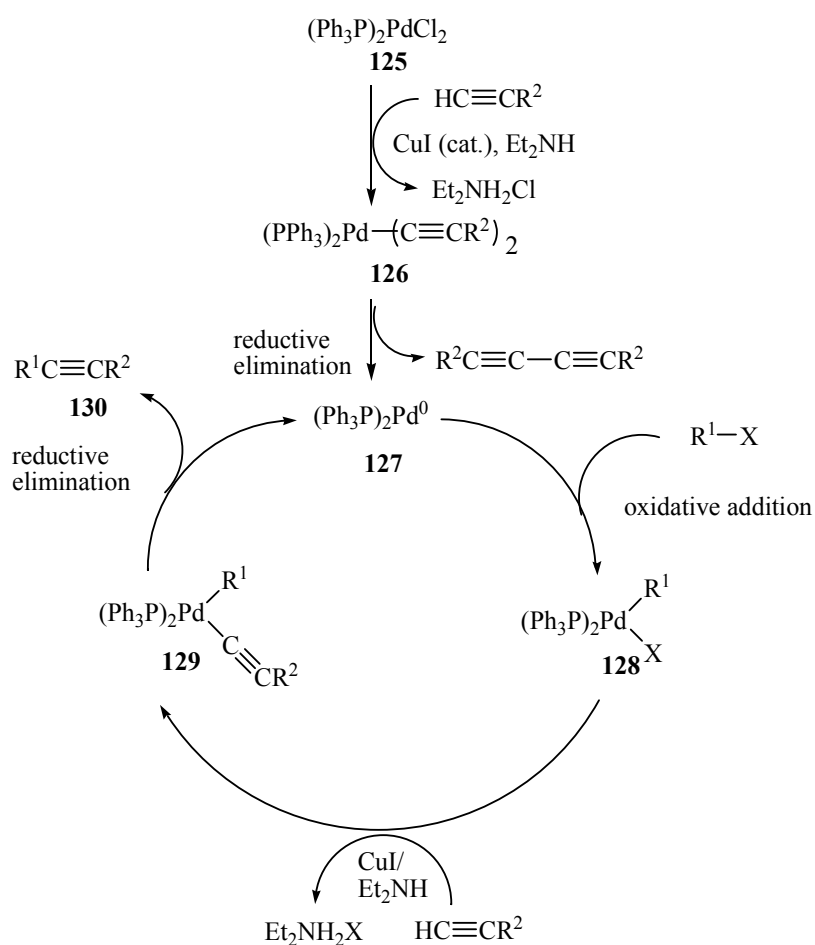 (Ph₃P)₂PdCl₂
125
HC≡CR²
CuI (cat.), Et₂NH
Et₂NH₂Cl
(PPh₃)₂Pd—(C≡CR²)₂
126
reductive
elimination
R²C≡C—C≡CR²
R¹C≡CR²
130
(Ph₃P)₂Pd⁰
127
R¹—X
reductive
elimination
oxidative addition
R¹
(Ph₃P)₂Pd
C≡CR²
129
R¹
(Ph₃P)₂Pd
X
128
CuI/
Et₂NH
Et₂NH₂X
HC≡CR²